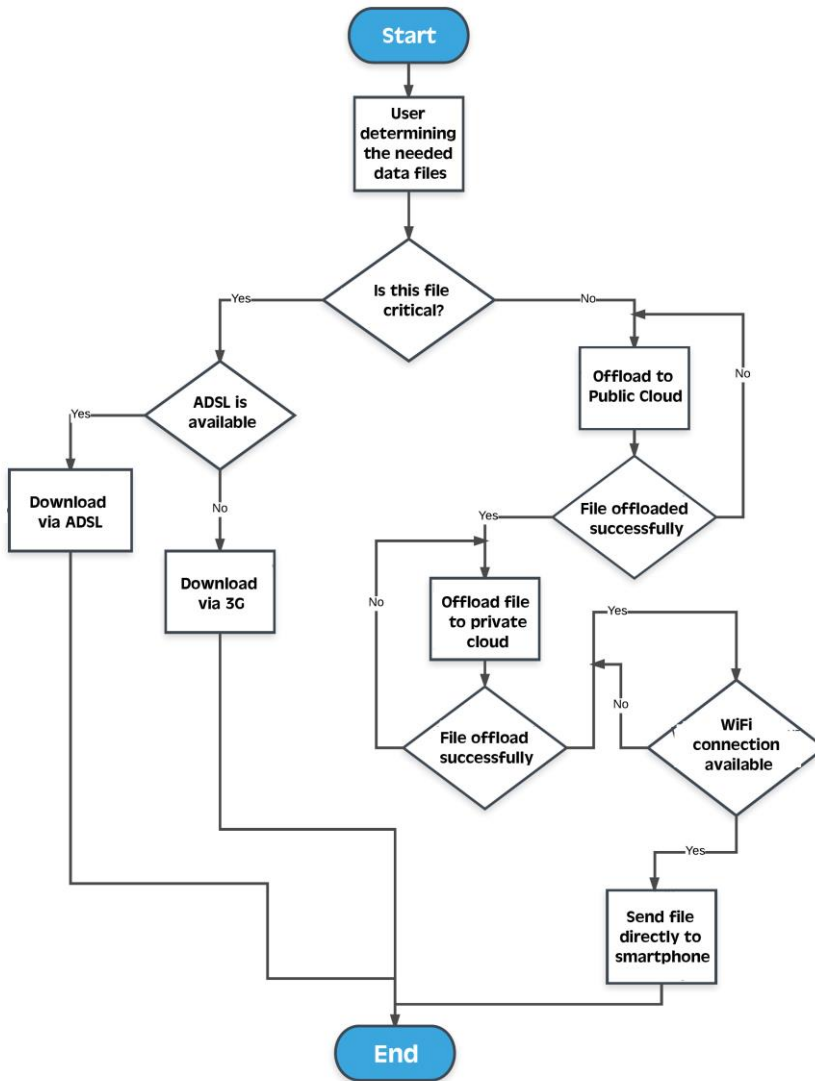 Start
User
determining
the needed
data files
Is this file
critical?
Yes
No
ADSL is
available
Offload to
Public Cloud
No
Yes
Download
via ADSL
No
File offloaded
successfully
Yes
Download
via 3G
No
Offload file
to private
cloud
Yes
No
File offload
successfully
WiFi
connection
available
Yes
Send file
directly to
smartphone
End